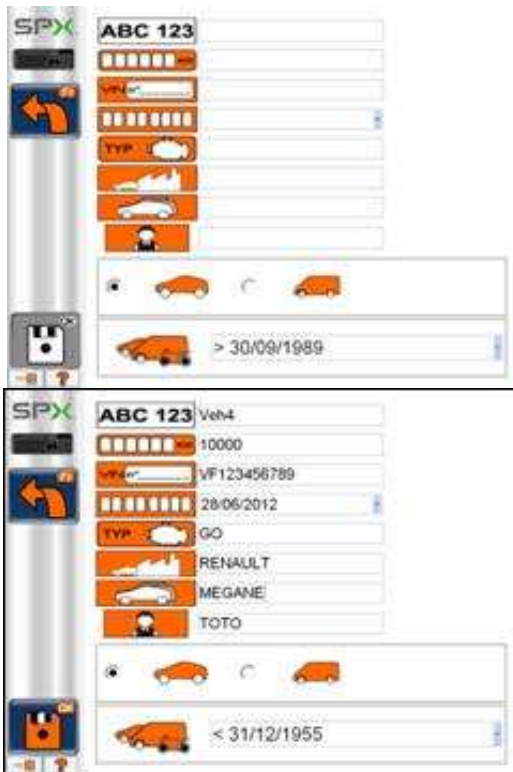 SPX
ABC 123
VIN n°
TYP
> 30/09/1989
?
SPX
ABC 123 Veh4
10000
VIN n° VF123456789
28/06/2012
TYP GO
RENAULT
MEGANE
TOTO
< 31/12/1955
?